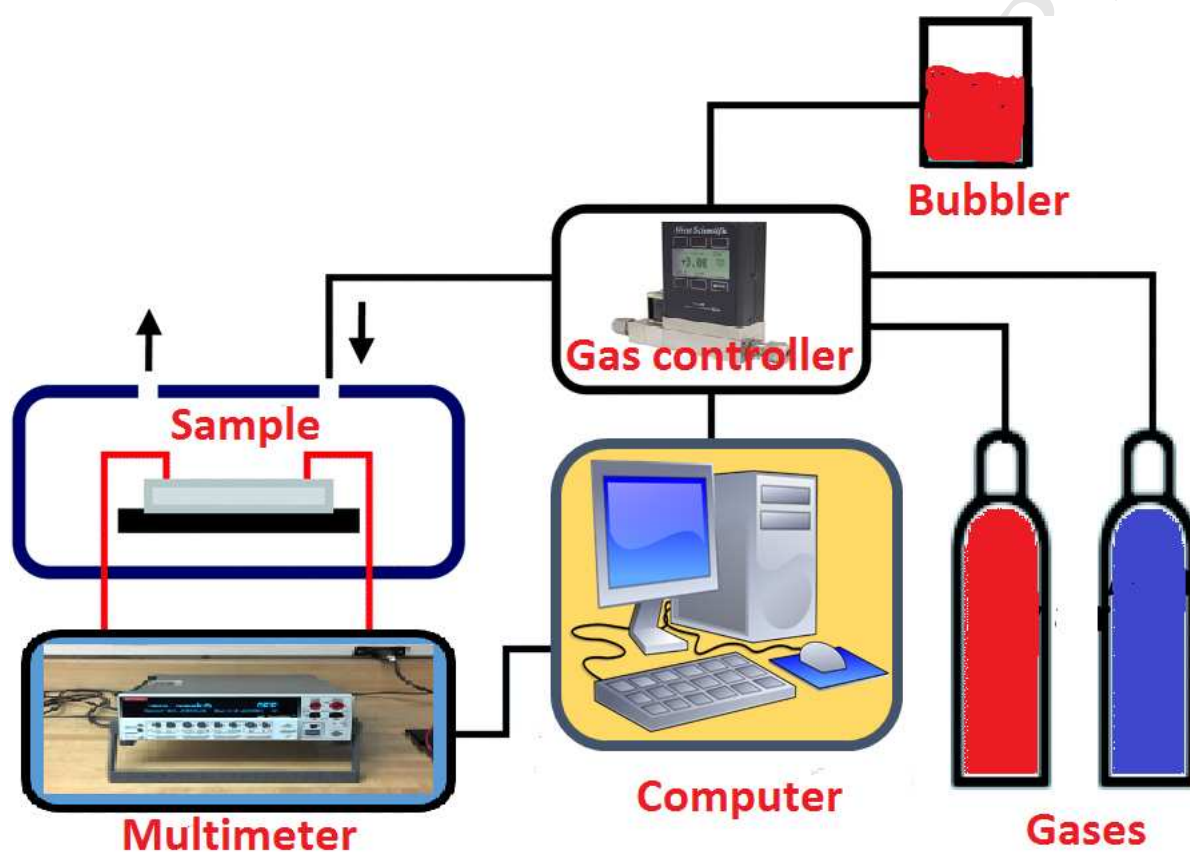 Bubbler
Gas controller
Sample
Computer
Multimeter
Gases